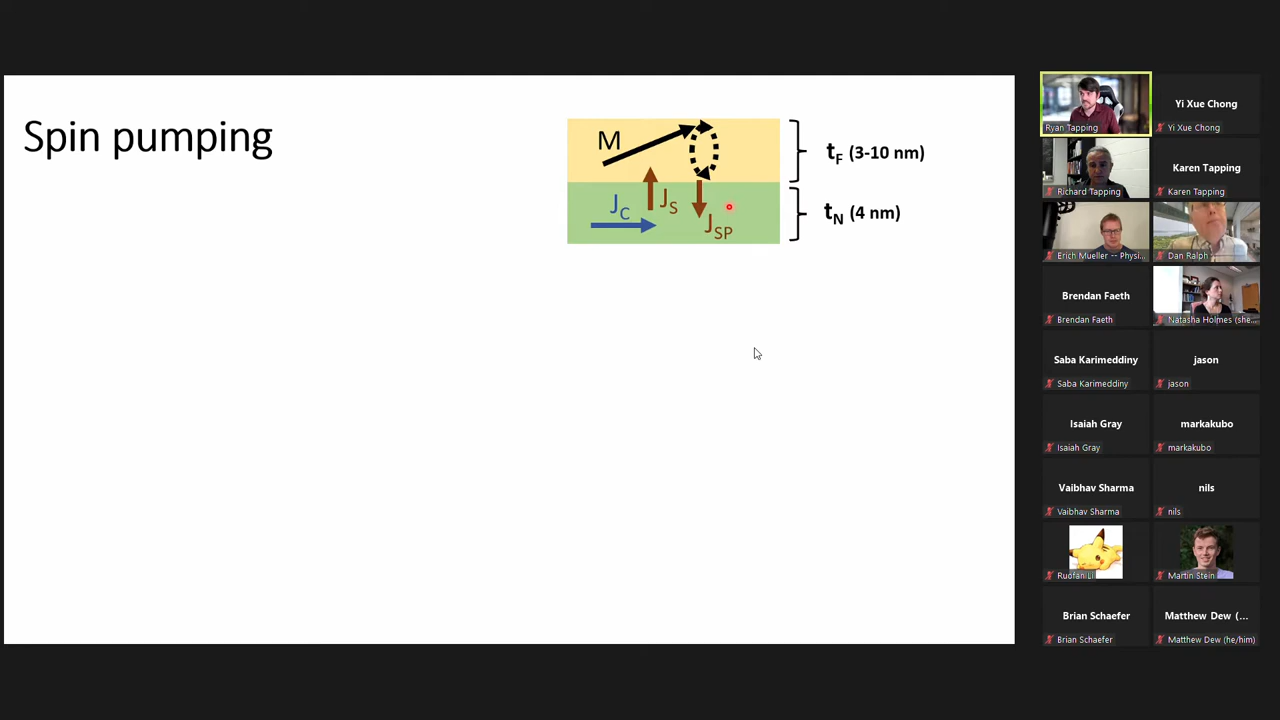 Spin pumping
M
t_F (3-10 nm)
J_S
J_C
J_SP
t_N (4 nm)
Ryan Tapping
Yi Xue Chong
Yi Xue Chong
Richard Tapping
Karen Tapping
Karen Tapping
Erich Mueller -- Physi...
Dan Ralph
Brendan Faeth
Brendan Faeth
Natasha Holmes (she...
Saba Karimeddiny
Saba Karimeddiny
jason
jason
Isaiah Gray
Isaiah Gray
markakubo
markakubo
Vaibhav Sharma
Vaibhav Sharma
nils
nils
Ruofan Li
Martin Stein
Brian Schaefer
Brian Schaefer
Matthew Dew (...
Matthew Dew (he/him)